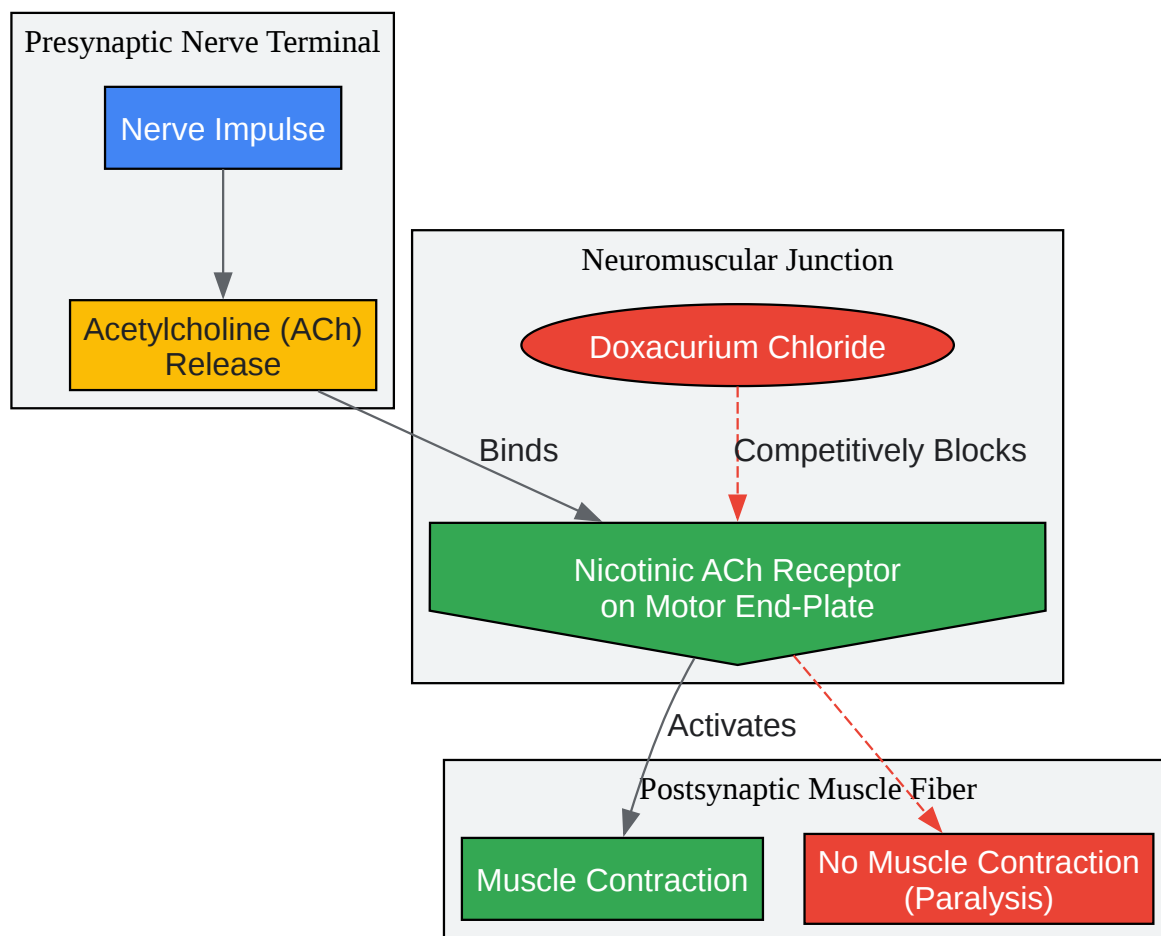 Presynaptic Nerve Terminal
Nerve Impulse
Acetylcholine (ACh)
Release
Neuromuscular Junction
Doxacurium Chloride
Binds
Competitively Blocks
Nicotinic ACh Receptor
on Motor End-Plate
Activates
Postsynaptic Muscle Fiber
Muscle Contraction
No Muscle Contraction
(Paralysis)